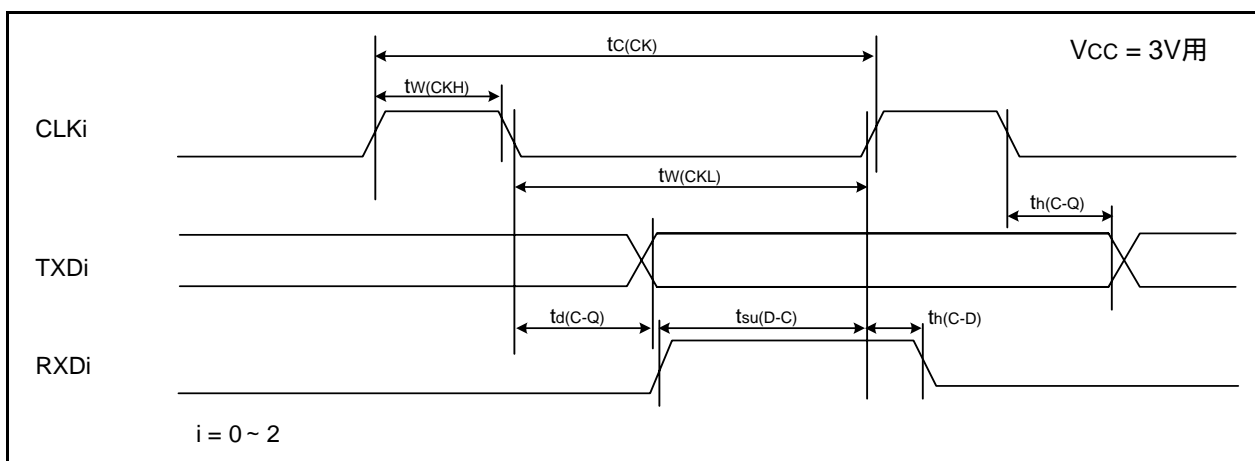 tC(CK)
VCC = 3V用
tW(CKH)
CLKi
tW(CKL)
th(C-Q)
TXDi
td(C-Q)
tsu(D-C)
th(C-D)
RXDi
i = 0 ~ 2